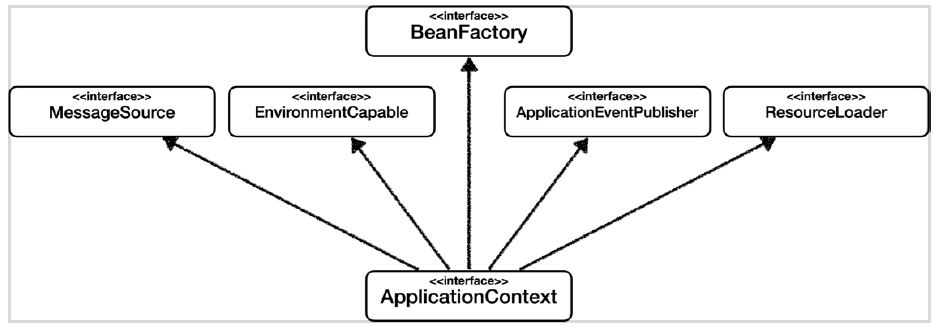 <<interface>>
BeanFactory
<<interface>>
MessageSource
<<interface>>
EnvironmentCapable
<<interface>>
ApplicationEventPublisher
<<interface>>
ResourceLoader
<<interface>>
ApplicationContext